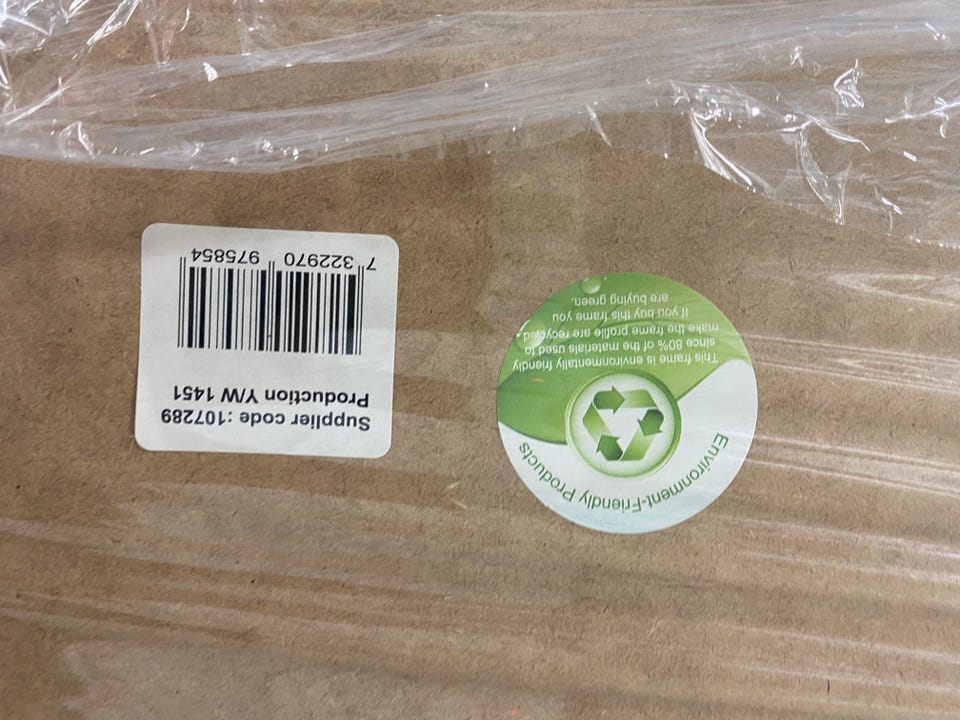 Supplier code :107289
Production Y/W 1451
7 322970 975854
Environment-Friendly Products
This frame is environmentally friendly
since 80% of the materials used to
make the frame profile are recycled.
If you buy this frame you
are buying green.